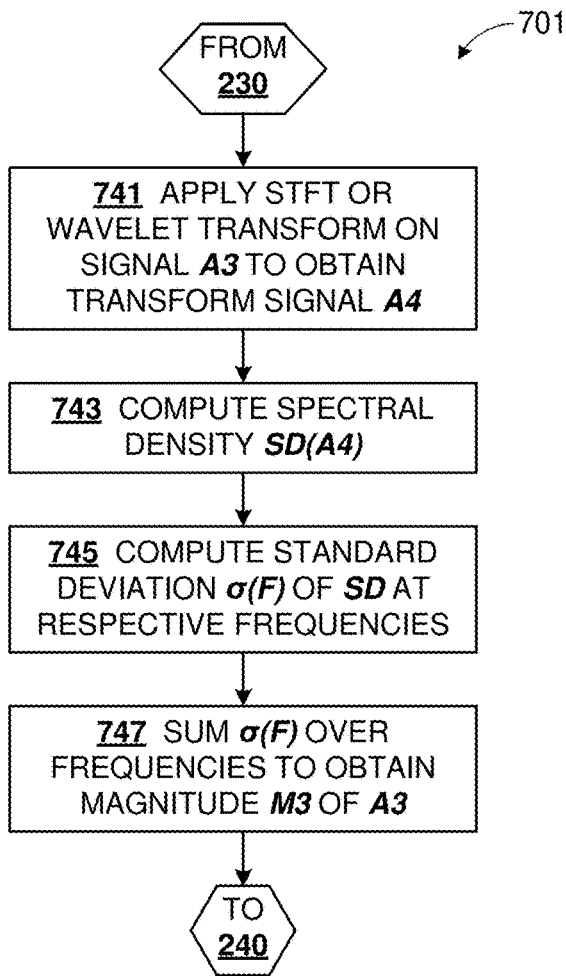 701
FROM
230
741 APPLY STFT OR
WAVELET TRANSFORM ON
SIGNAL A3 TO OBTAIN
TRANSFORM SIGNAL A4
743 COMPUTE SPECTRAL
DENSITY SD(A4)
745 COMPUTE STANDARD
DEVIATION σ(F) OF SD AT
RESPECTIVE FREQUENCIES
747 SUM σ(F) OVER
FREQUENCIES TO OBTAIN
MAGNITUDE M3 OF A3
TO
240